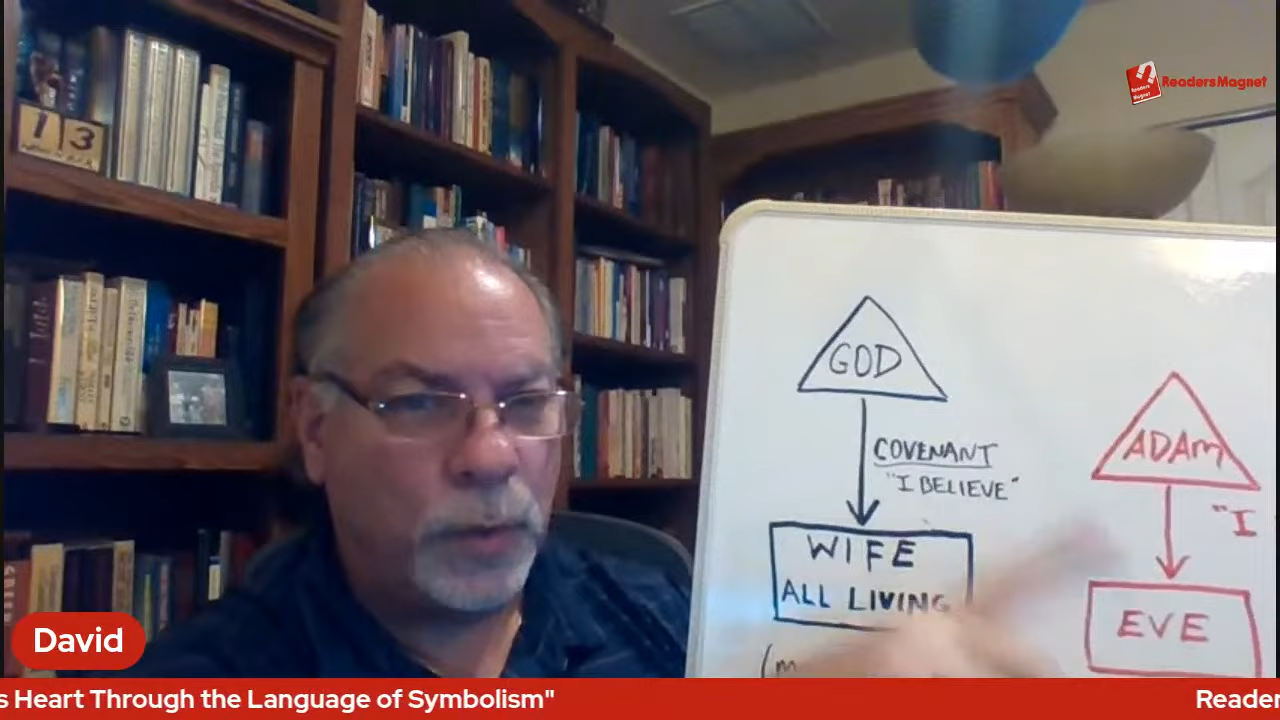 13
ReadersMagnet
GOD
COVENANT
"I BELIEVE"
WIFE
ALL LIVING
(m
ADAM
"I
EVE
David
s Heart Through the Language of Symbolism"
Reader